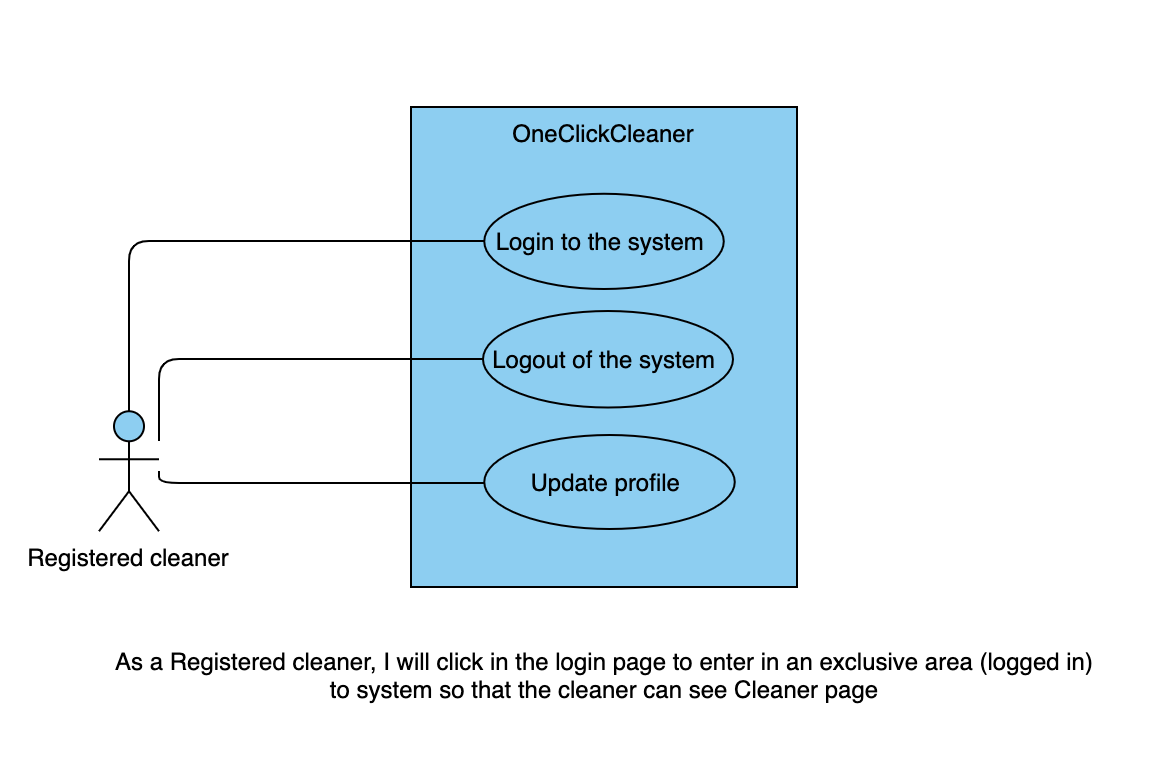 OneClickCleaner
Login to the system
Logout of the system
Update profile
Registered cleaner
As a Registered cleaner, I will click in the login page to enter in an exclusive area (logged in)
to system so that the cleaner can see Cleaner page